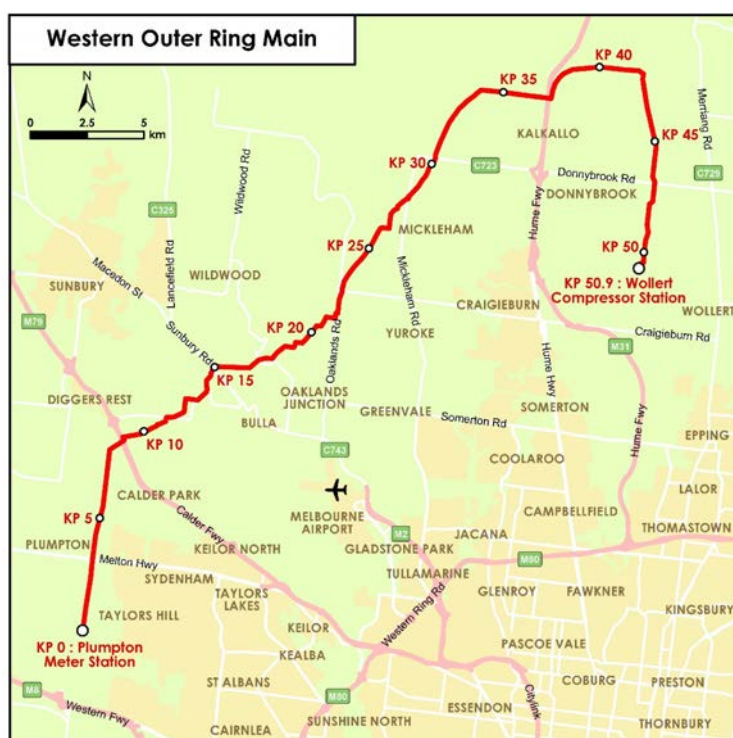 Western Outer Ring Main
N
0 2.5 5
km
KP 35
KP 40
KALKALLO
Merriang Rd
KP 45
Wildwood Rd
KP 30
C723
Donnybrook Rd
C729
DONNYBROOK
C325
Lancefield Rd
MICKLEHAM
Hume Fwy
KP 25
KP 50
Macedon St
WILDWOOD
SUNBURY
Mickleham Rd
KP 50.9 : Wollert
Compressor Station
CRAIGIEBURN
WOLLERT
M79
KP 20
Sunbury Rd
Oaklands Rd
YUROKE
Craigieburn Rd
M31
KP 15
Hume Hwy
DIGGERS REST
OAKLANDS
JUNCTION
GREENVALE
SOMERTON
Hume Fwy
BULLA
Somerton Rd
KP 10
EPPING
C743
COOLAROO
LALOR
CALDER PARK
KP 5
MELBOURNE
AIRPORT
CAMPBELLFIELD
Calder Fwy
THOMASTOWN
PLUMPTON
KEILOR NORTH
M2
JACANA
GLADSTONE PARK
M80
Melton Hwy
SYDENHAM
TULLAMARINE
TAYLORS
LAKES
GLENROY
FAWKNER
KINGSBURY
TAYLORS HILL
Western Ring Rd
KEILOR
KP 0 : Plumpton
Meter Station
PASCOE VALE
KEALBA
COBURG
PRESTON
ST ALBANS
M8
M80
Western Fwy
ESSENDON
Citylink
SUNSHINE NORTH
CAIRNLEA
THORNBURY